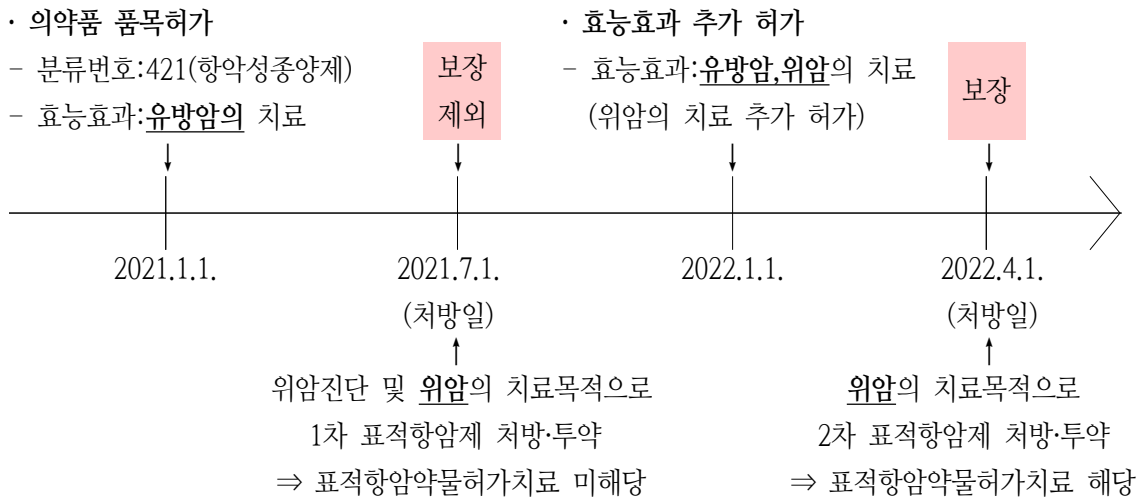 · 의약품 품목허가
- 분류번호:421(항악성종양제)
- 효능효과:유방암의 치료
보장
제외
· 효능효과 추가 허가
- 효능효과:유방암,위암의 치료
(위암의 치료 추가 허가)
보장
2021.1.1.
2021.7.1.
(처방일)
2022.1.1.
2022.4.1.
(처방일)
위암진단 및 위암의 치료목적으로
1차 표적항암제 처방·투약
⇒ 표적항암약물허가치료 미해당
위암의 치료목적으로
2차 표적항암제 처방·투약
⇒ 표적항암약물허가치료 해당